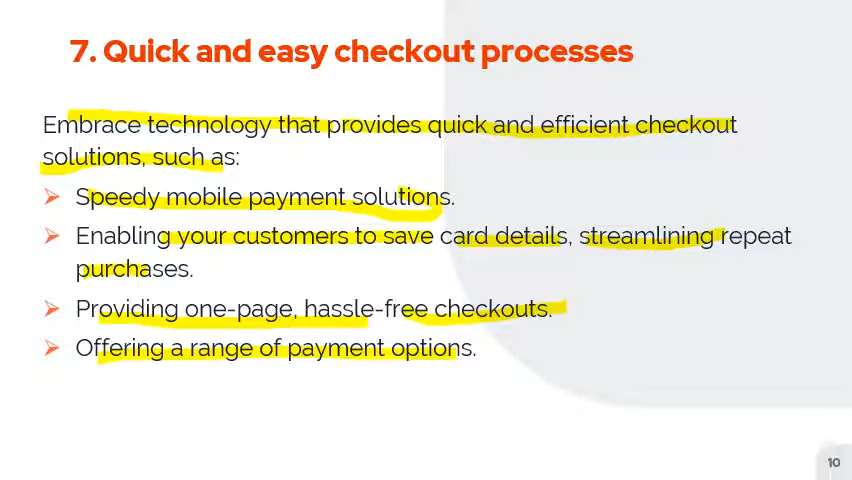 7. Quick and easy checkout processes
Embrace technology that provides quick and efficient checkout
solutions, such as:
➢ Speedy mobile payment solutions.
➢ Enabling your customers to save card details, streamlining repeat
purchases.
➢ Providing one-page, hassle-free checkouts.
➢ Offering a range of payment options.
10